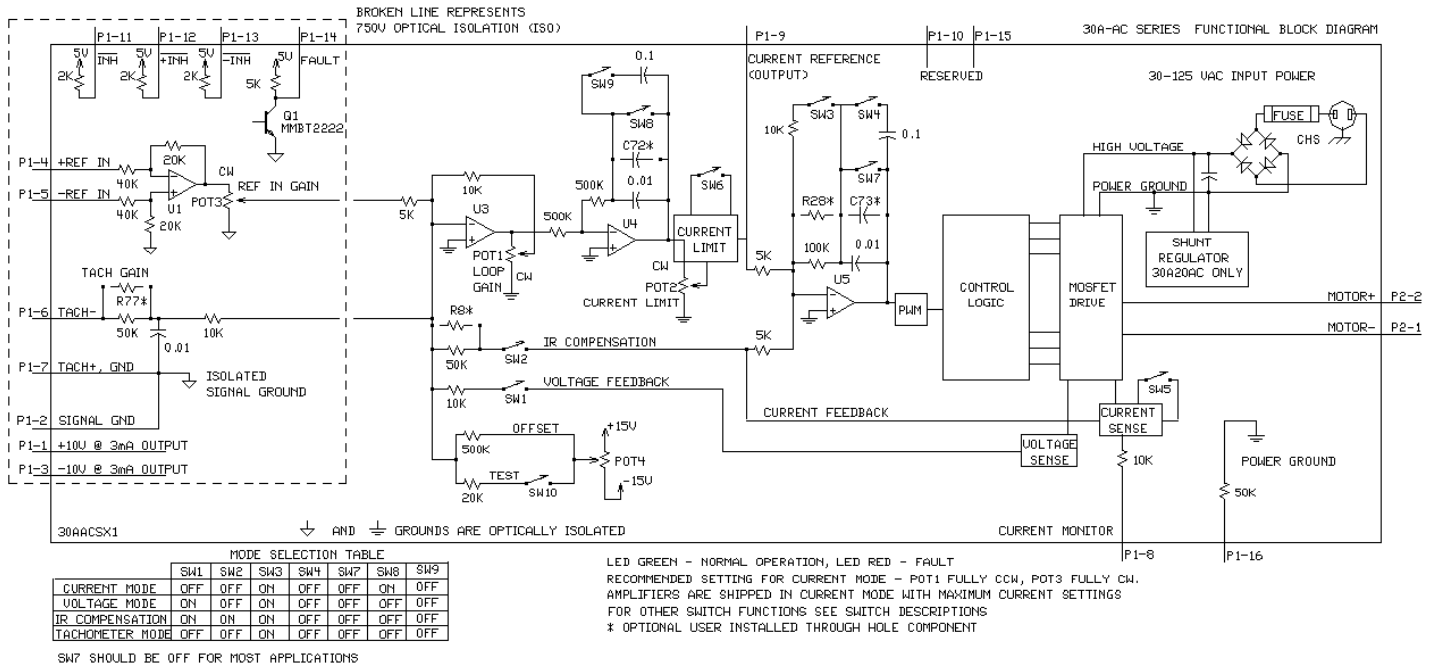 BROKEN LINE REPRESENTS
750V OPTICAL ISOLATION (ISO)
30A-AC SERIES FUNCTIONAL BLOCK DIAGRAM
P1-11
P1-12
P1-13
P1-14
P1-9
P1-10
P1-15
5V
INH
5V
+INH
5V
-INH
5V
FAULT
2K
2K
2K
5K
Q1
MMBT2222
CURRENT REFERENCE
(OUTPUT)
RESERVED
30-125 VAC INPUT POWER
FUSE
CHS
0.1
SW9
SW8
C72*
0.01
500K
SW3
SW4
10K
0.1
SW7
R28*
C73*
100K
0.01
HIGH VOLTAGE
POWER GROUND
SHUNT
REGULATOR
30A20AC ONLY
P1-4
+REF IN
20K
40K
CW
REF IN GAIN
P1-5
-REF IN
40K
U1
POT3
20K
5K
10K
U3
500K
U4
SW6
CURRENT
LIMIT
POT1
LOOP
GAIN
CW
CW
POT2
CURRENT LIMIT
5K
U5
PWM
CONTROL
LOGIC
MOSFET
DRIVE
TACH GAIN
R77*
P1-6
TACH-
50K
10K
0.01
R8*
50K
SW2
IR COMPENSATION
5K
MOTOR+
P2-2
MOTOR-
P2-1
P1-7
TACH+, GND
ISOLATED
SIGNAL GROUND
10K
SW1
VOLTAGE FEEDBACK
SW5
CURRENT FEEDBACK
CURRENT
SENSE
P1-2
SIGNAL GND
P1-1
+10V @ 3mA OUTPUT
P1-3
-10V @ 3mA OUTPUT
OFFSET
500K
+15V
POT4
TEST
20K
SW10
-15V
VOLTAGE
SENSE
10K
POWER GROUND
50K
30AACSX1
AND
GROUNDS ARE OPTICALLY ISOLATED
CURRENT MONITOR
P1-8
P1-16
MODE SELECTION TABLE
SW1 SW2 SW3 SW4 SW7 SW8 SW9
CURRENT MODE OFF OFF ON OFF OFF ON OFF
VOLTAGE MODE ON OFF ON OFF OFF OFF OFF
IR COMPENSATION ON ON ON OFF OFF OFF OFF
TACHOMETER MODE OFF OFF ON OFF OFF OFF OFF
SW7 SHOULD BE OFF FOR MOST APPLICATIONS
LED GREEN - NORMAL OPERATION, LED RED - FAULT
RECOMMENDED SETTING FOR CURRENT MODE - POT1 FULLY CCW, POT3 FULLY CW.
AMPLIFIERS ARE SHIPPED IN CURRENT MODE WITH MAXIMUM CURRENT SETTINGS
FOR OTHER SWITCH FUNCTIONS SEE SWITCH DESCRIPTIONS
* OPTIONAL USER INSTALLED THROUGH HOLE COMPONENT